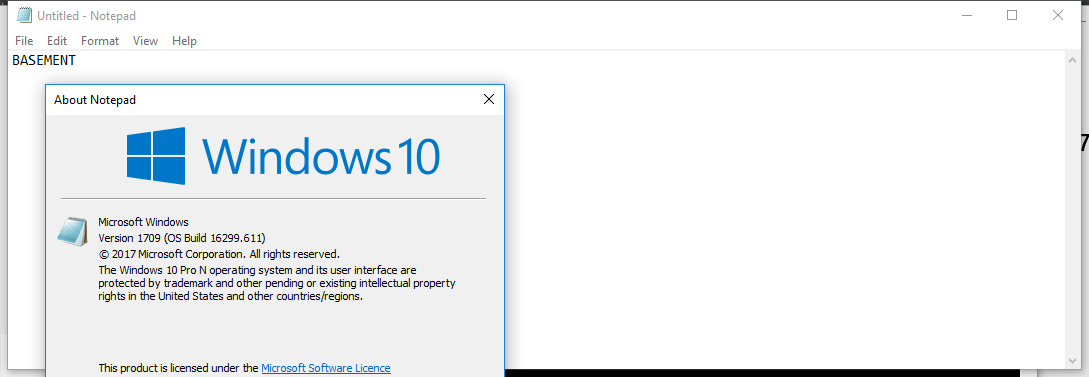 Untitled - Notepad
File Edit Format View Help
BASEMENT
About Notepad
Windows 10
Microsoft Windows
Version 1709 (OS Build 16299.611)
© 2017 Microsoft Corporation. All rights reserved.
The Windows 10 Pro N operating system and its user interface are
protected by trademark and other pending or existing intellectual property
rights in the United States and other countries/regions.
This product is licensed under the Microsoft Software Licence
7